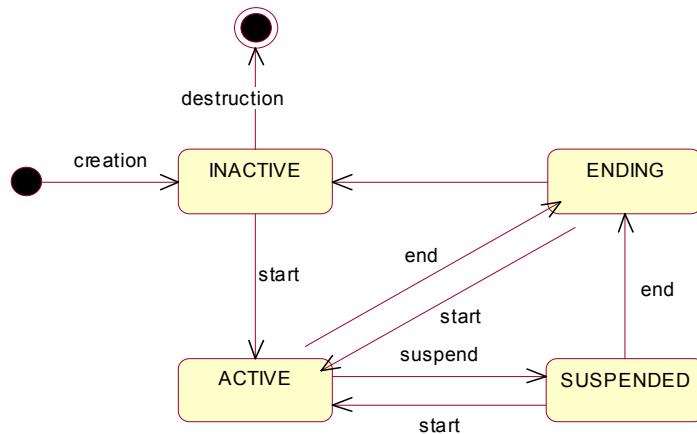 destruction
creation
INACTIVE
ENDING
end
start
end
start
suspend
ACTIVE
SUSPENDED
start